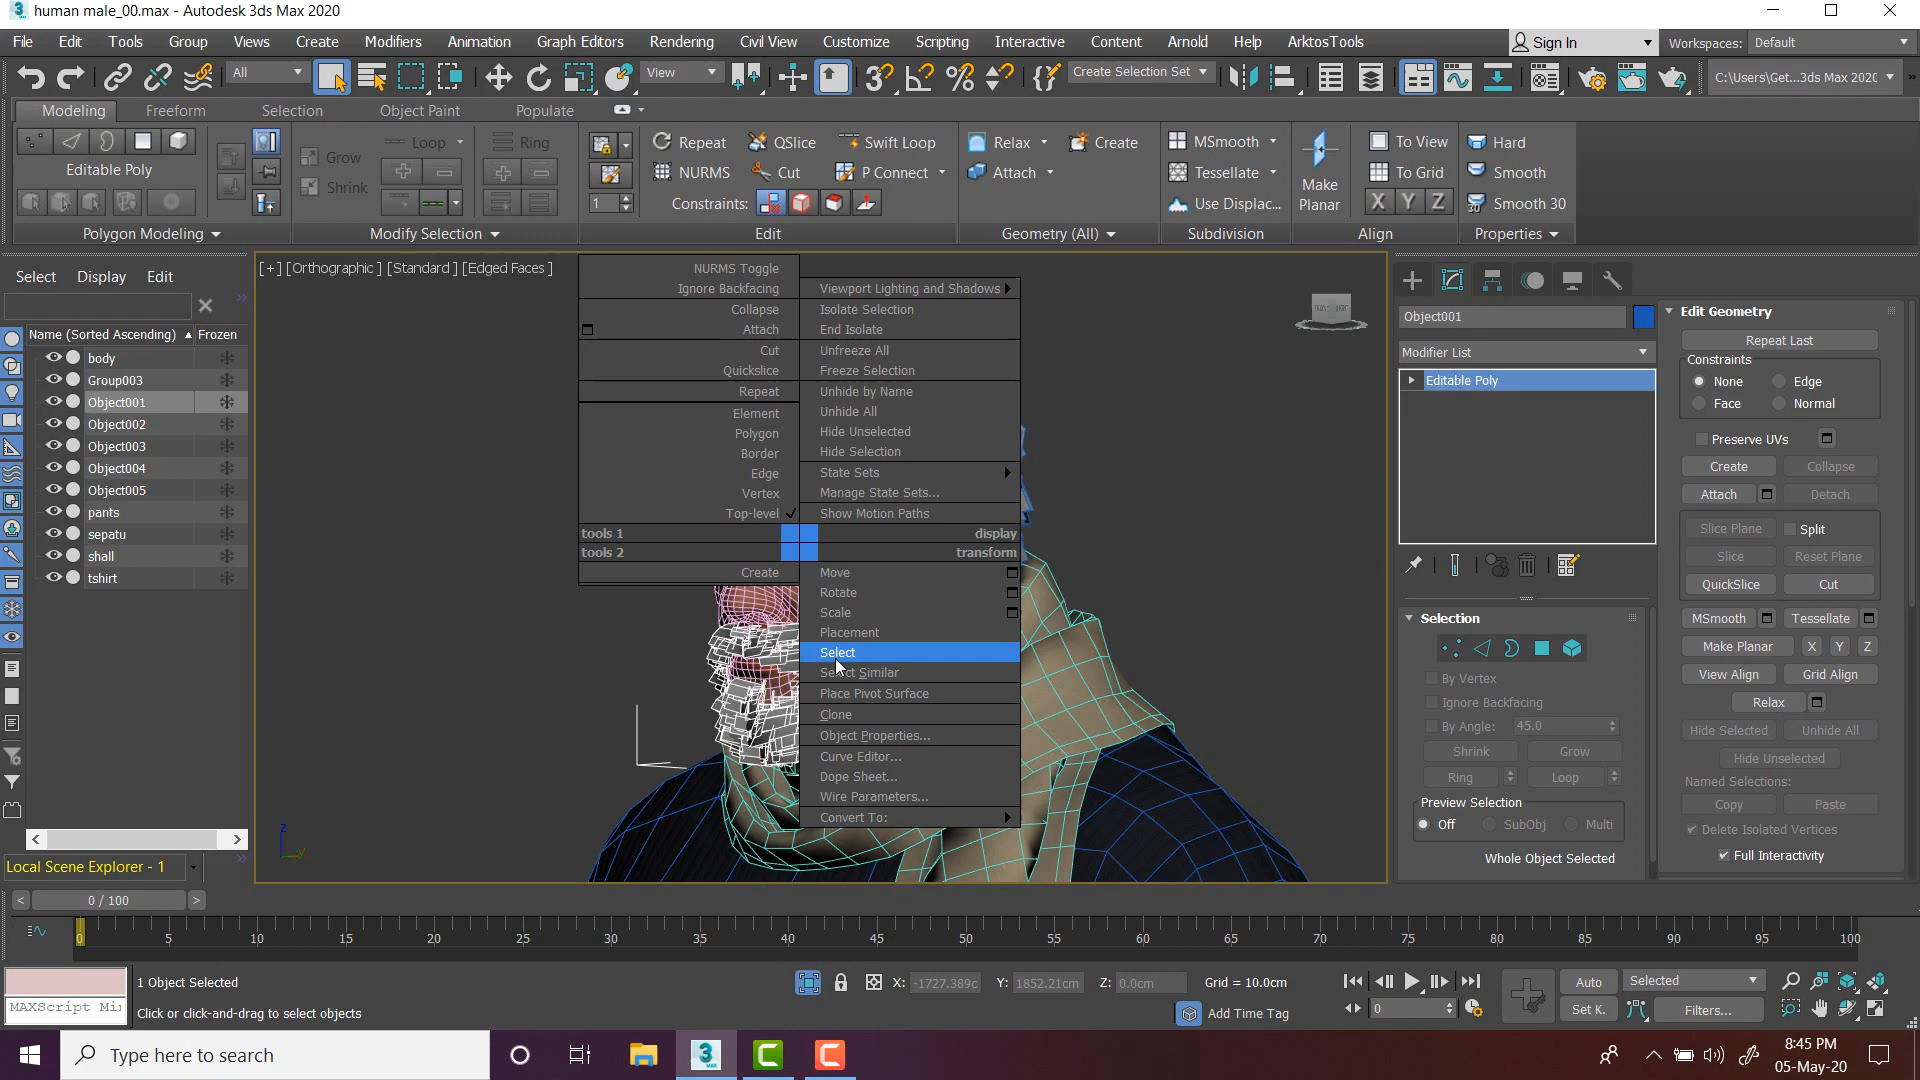 human male_00.max - Autodesk 3ds Max 2020
File Edit Tools Group Views Create Modifiers Animation Graph Editors Rendering Civil View Customize Scripting Interactive Content Arnold Help ArktosTools
Sign In
Workspaces: Default
All
View
Create Selection Set
C:\Users\Get...3ds Max 2020
Modeling Freeform Selection Object Paint Populate
Editable Poly
Polygon Modeling
Grow
Shrink
Loop
Ring
Modify Selection
1
Repeat QSlice Swift Loop
NURMS Cut P Connect
Constraints:
Edit
Relax Create
Attach
Geometry (All)
MSmooth
Tessellate
Use Displac...
Subdivision
Make
Planar
To View
To Grid
X Y Z
Align
Hard
Smooth
Smooth 30
Properties
Select Display Edit
Name (Sorted Ascending) Frozen
body
Group003
Object001
Object002
Object003
Object004
Object005
pants
sepatu
shall
tshirt
Local Scene Explorer - 1
[+] [Orthographic ] [Standard ] [Edged Faces ]
NURMS Toggle
Ignore Backfacing
Collapse
Attach
Cut
Quickslice
Repeat
Element
Polygon
Border
Edge
Vertex
Top-level
tools 1
tools 2
Create
Viewport Lighting and Shadows
Isolate Selection
End Isolate
Unfreeze All
Freeze Selection
Unhide by Name
Unhide All
Hide Unselected
Hide Selection
State Sets
Manage State Sets...
Show Motion Paths
display
transform
Move
Rotate
Scale
Placement
Select
Select Similar
Place Pivot Surface
Clone
Object Properties...
Curve Editor...
Dope Sheet...
Wire Parameters...
Convert To:
z
y
Object001
Modifier List
Editable Poly
Selection
By Vertex
Ignore Backfacing
By Angle: 45.0
Shrink Grow
Ring Loop
Preview Selection
Off SubObj Multi
Whole Object Selected
Edit Geometry
Repeat Last
Constraints
None Edge
Face Normal
Preserve UVs
Create Collapse
Attach Detach
Slice Plane Split
Slice Reset Plane
QuickSlice Cut
MSmooth Tessellate
Make Planar X Y Z
View Align Grid Align
Relax
Hide Selected Unhide All
Hide Unselected
Named Selections:
Copy Paste
Delete Isolated Vertices
Full Interactivity
0 / 100
0 5 10 15 20 25 30 35 40 45 50 55 60 65 70 75 80 85 90 95 100
1 Object Selected
MAXScript Mi
Click or click-and-drag to select objects
X: -1727.389c Y: 1852.21cm Z: 0.0cm Grid = 10.0cm
Add Time Tag
0
Auto Selected
Set K. Filters...
Type here to search
8:45 PM
05-May-20